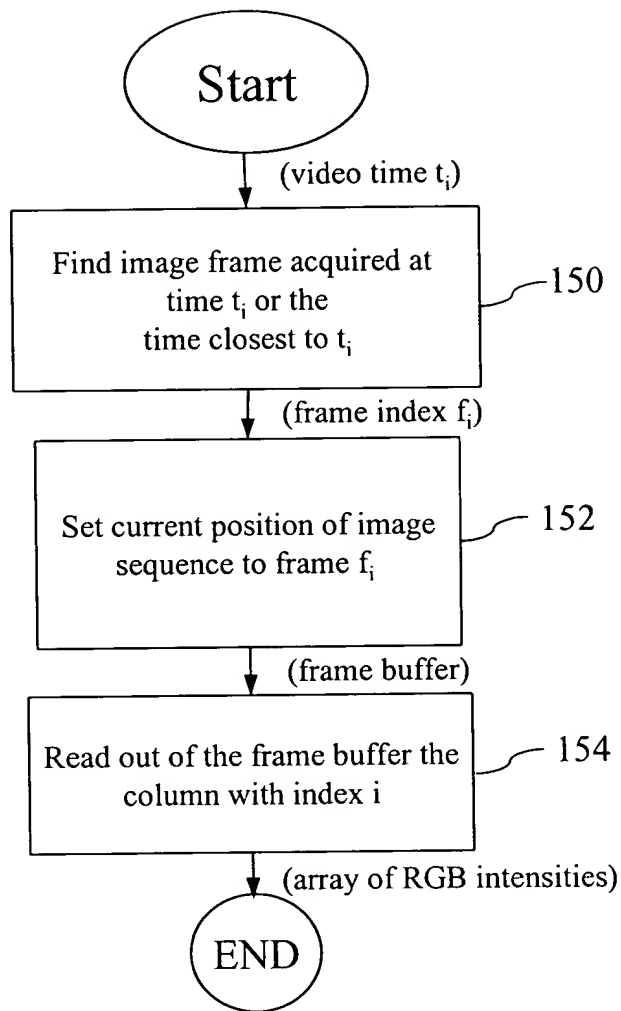 Start
(video time tᵢ)
Find image frame acquired at
time tᵢ or the
time closest to tᵢ
150
(frame index fᵢ)
Set current position of image
sequence to frame fᵢ
152
(frame buffer)
Read out of the frame buffer the
column with index i
154
(array of RGB intensities)
END